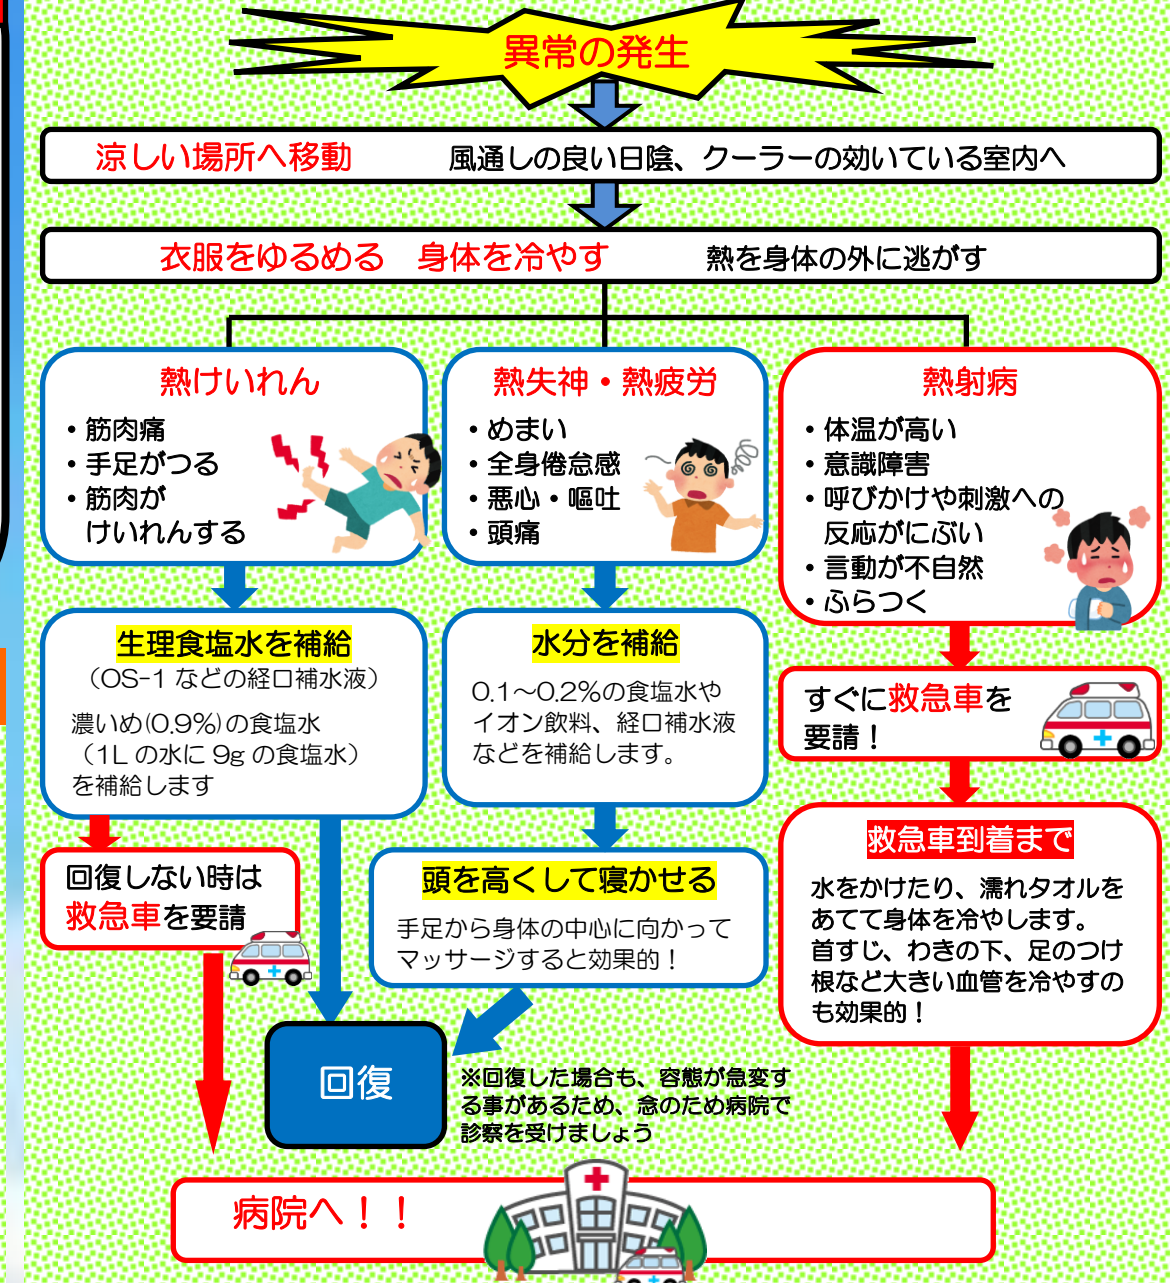 異常の発生
涼しい場所へ移動　風通しの良い日陰、クーラーの効いている室内へ
衣服をゆるめる　身体を冷やす　熱を身体の外に逃がす
熱けいれん
・筋肉痛
・手足がつる
・筋肉が
けいれんする
熱失神・熱疲労
・めまい
・全身倦怠感
・悪心・嘔吐
・頭痛
熱射病
・体温が高い
・意識障害
・呼びかけや刺激への
反応がにぶい
・言動が不自然
・ふらつく
生理食塩水を補給
（OS-1 などの経口補水液）
濃いめ(0.9%)の食塩水
（1L の水に 9g の食塩水）
を補給します
水分を補給
0.1～0.2%の食塩水や
イオン飲料、経口補水液
などを補給します。
すぐに救急車を
要請！
回復しない時は
救急車を要請
頭を高くして寝かせる
手足から身体の中心に向かって
マッサージすると効果的！
救急車到着まで
水をかけたり、濡れタオルを
あてて身体を冷やします。
首すじ、わきの下、足のつけ
根など大きい血管を冷やすの
も効果的！
回復
※回復した場合も、容態が急変す
る事があるため、念のため病院で
診察を受けましょう
病院へ！！